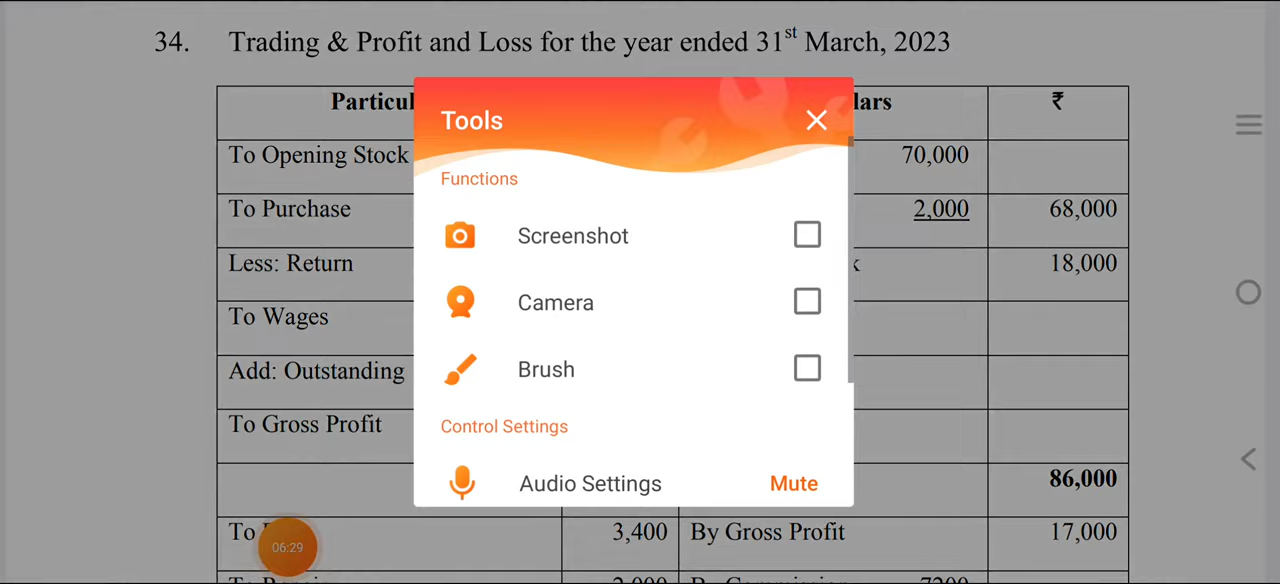 34. Trading & Profit and Loss for the year ended 31st March, 2023
Particul
lars ₹
Tools
To Opening Stock
70,000
Functions
To Purchase
2,000 68,000
Screenshot
Less: Return
18,000
Camera
To Wages
Add: Outstanding
Brush
To Gross Profit
Control Settings
Audio Settings Mute
86,000
To
06:29
3,400 By Gross Profit 17,000